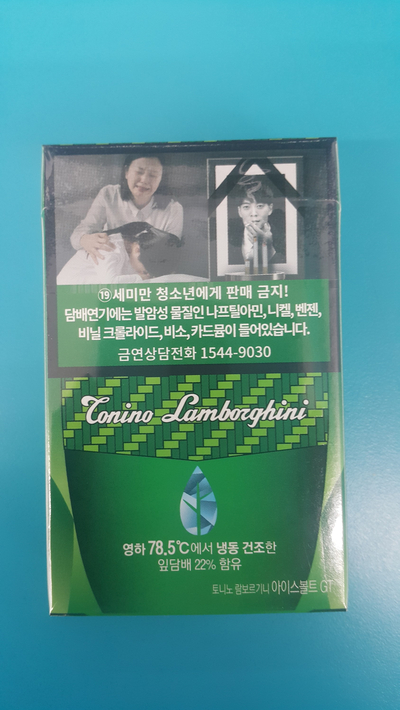 19세미만 청소년에게 판매 금지!
담배연기에는 발암성 물질인 나프틸아민, 니켈, 벤젠,
비닐 크롤라이드, 비소, 카드뮴이 들어있습니다.
금연상담전화 1544-9030
Tonino Lamborghini
영하 78.5℃에서 냉동 건조한
잎담배 22% 함유
토니노 람보르기니 아이스볼트 GT